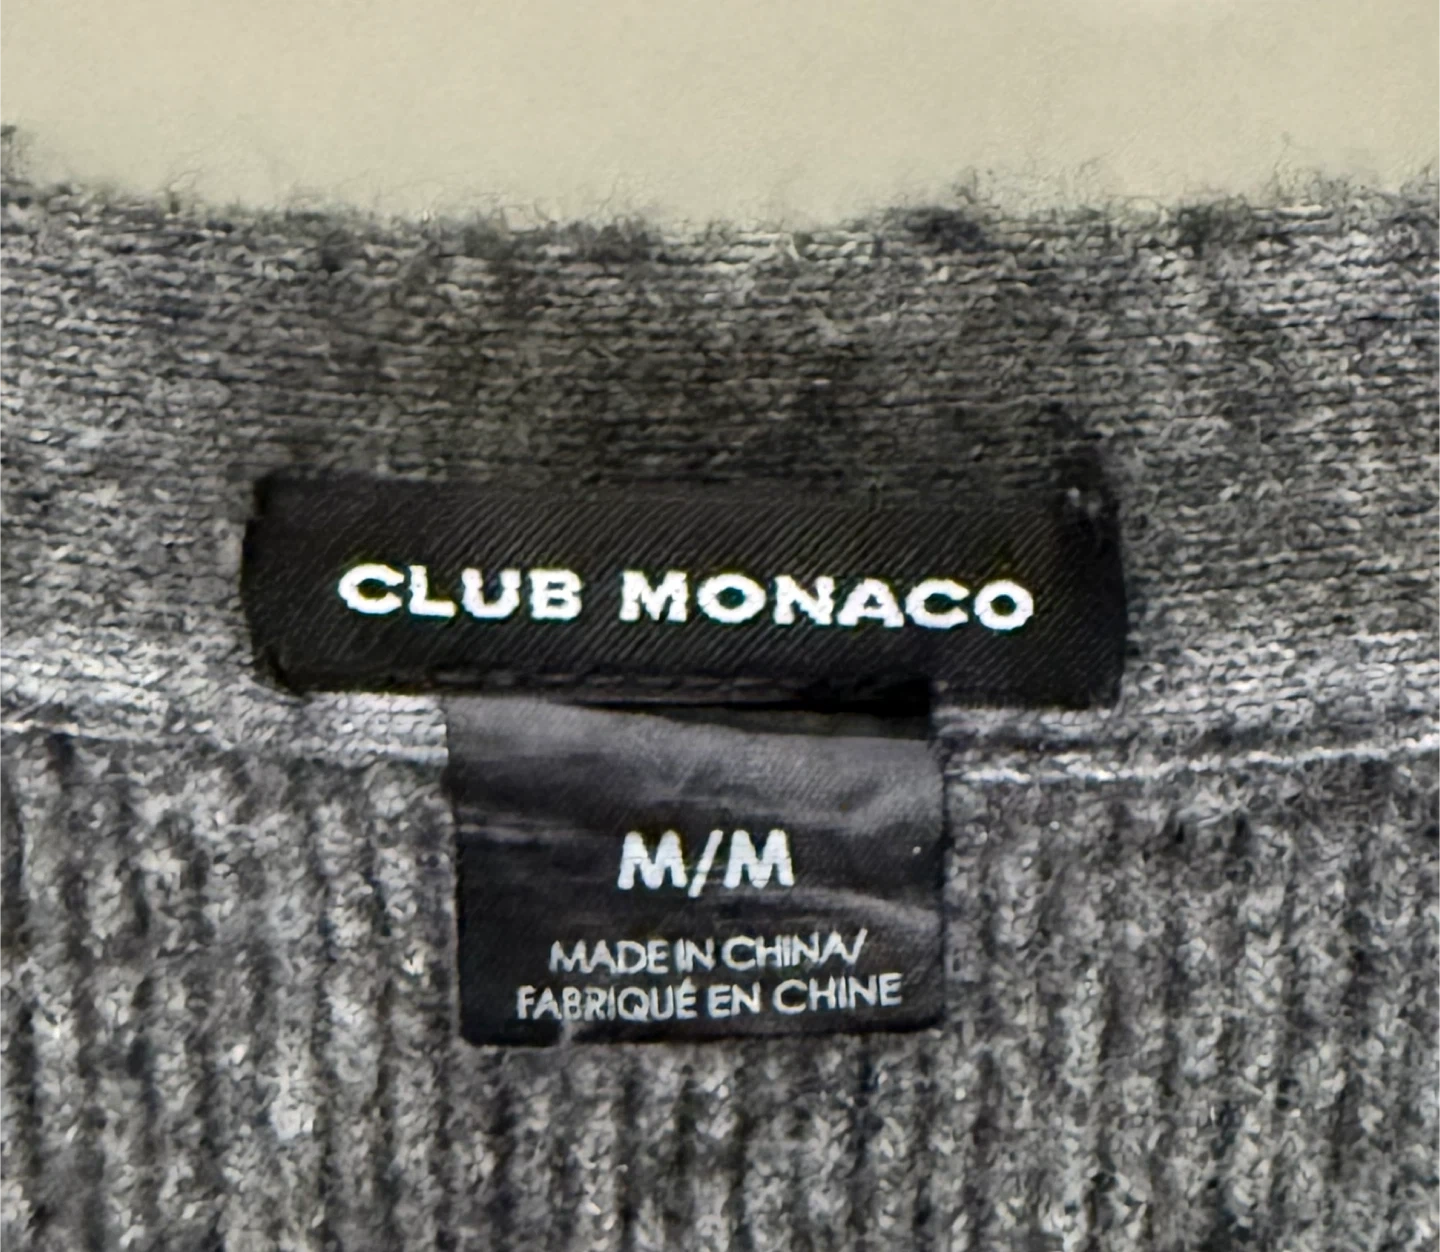 CLUB MONACO
M/M
MADE IN CHINA/
FABRIQUÉ EN CHINE